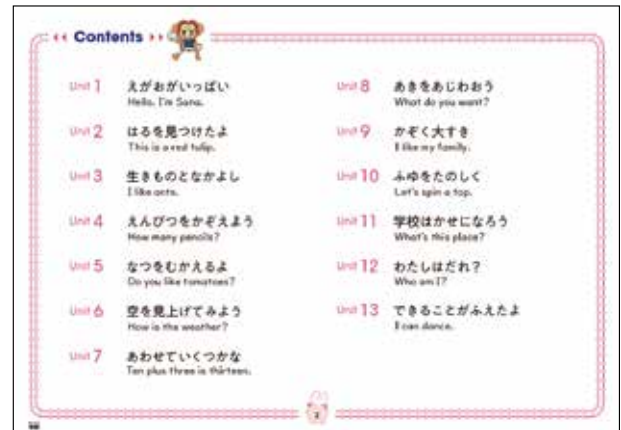 Contents
Unit 1 えがおがいっぱい
Hello. I'm Sana.
Unit 2 はるを見つけたよ
This is a red tulip.
Unit 3 生きものとなかよし
I like ants.
Unit 4 えんぴつをかぞえよう
How many pencils?
Unit 5 なつをむかえるよ
Do you like tomatoes?
Unit 6 空を見上げてみよう
How is the weather?
Unit 7 あわせていくつかな
Ten plus three is thirteen.
Unit 8 あきをあじわおう
What do you want?
Unit 9 かぞく大すき
I like my family.
Unit 10 ふゆをたのしく
Let's spin a top.
Unit 11 学校はかせになろう
What's this place?
Unit 12 わたしはだれ？
Who am I?
Unit 13 できることがふえたよ
I can dance.
2